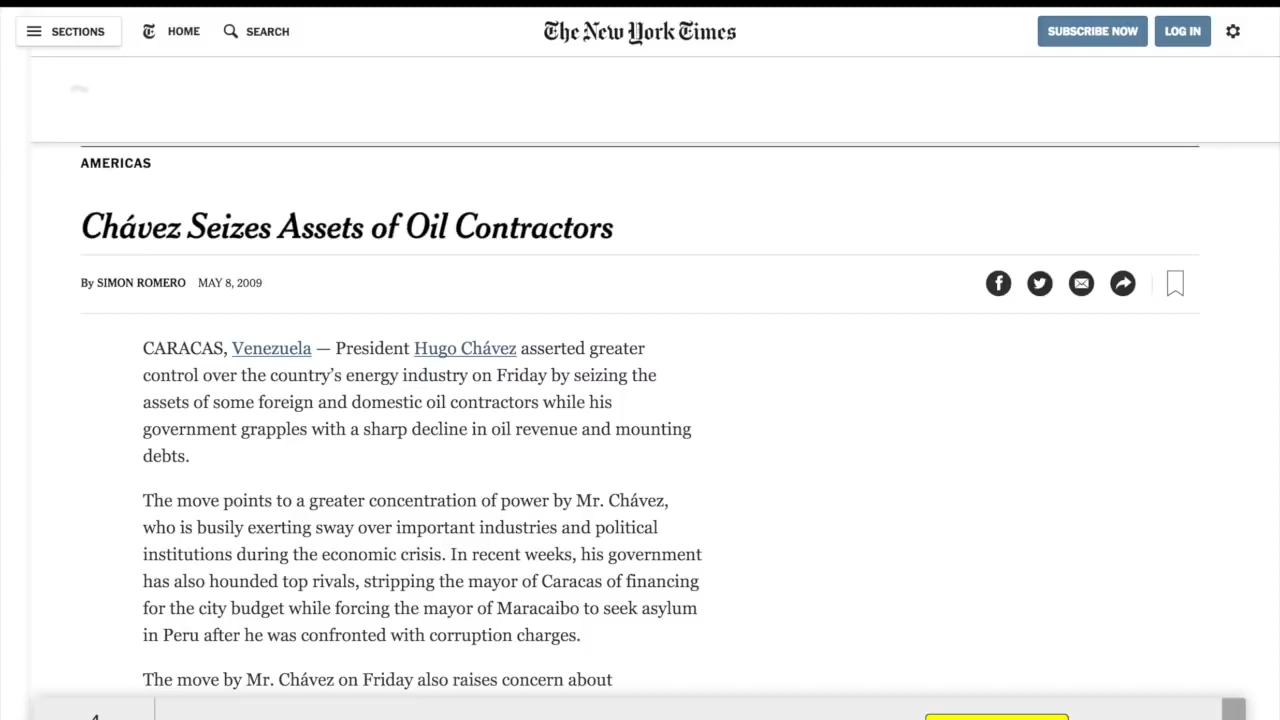 SECTIONS HOME SEARCH The New York Times SUBSCRIBE NOW LOG IN
AMERICAS
Chávez Seizes Assets of Oil Contractors
By SIMON ROMERO MAY 8, 2009
CARACAS, Venezuela — President Hugo Chávez asserted greater
control over the country’s energy industry on Friday by seizing the
assets of some foreign and domestic oil contractors while his
government grapples with a sharp decline in oil revenue and mounting
debts.
The move points to a greater concentration of power by Mr. Chávez,
who is busily exerting sway over important industries and political
institutions during the economic crisis. In recent weeks, his government
has also hounded top rivals, stripping the mayor of Caracas of financing
for the city budget while forcing the mayor of Maracaibo to seek asylum
in Peru after he was confronted with corruption charges.
The move by Mr. Chávez on Friday also raises concern about